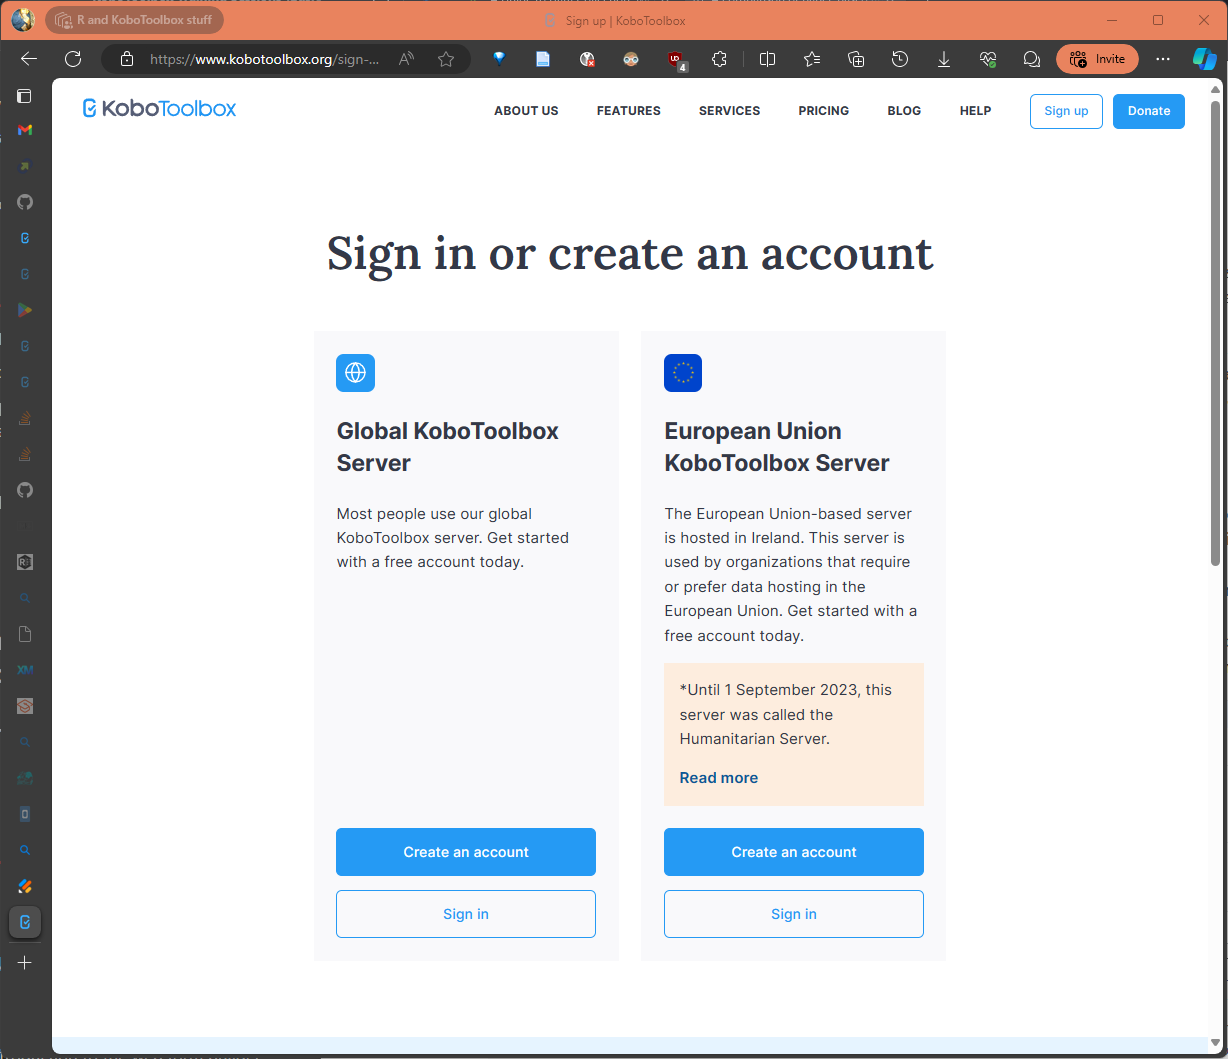 R and KoboToolbox stuff
Sign up | KoboToolbox
https://www.kobotoolbox.org/sign-...
4
Invite
KoboToolbox
ABOUT US
FEATURES
SERVICES
PRICING
BLOG
HELP
Sign up
Donate
Sign in or create an account
Global KoboToolbox
Server
Most people use our global
KoboToolbox server. Get started
with a free account today.
Create an account
Sign in
European Union
KoboToolbox Server
The European Union-based server
is hosted in Ireland. This server is
used by organizations that require
or prefer data hosting in the
European Union. Get started with a
free account today.
*Until 1 September 2023, this
server was called the
Humanitarian Server.
Read more
Create an account
Sign in